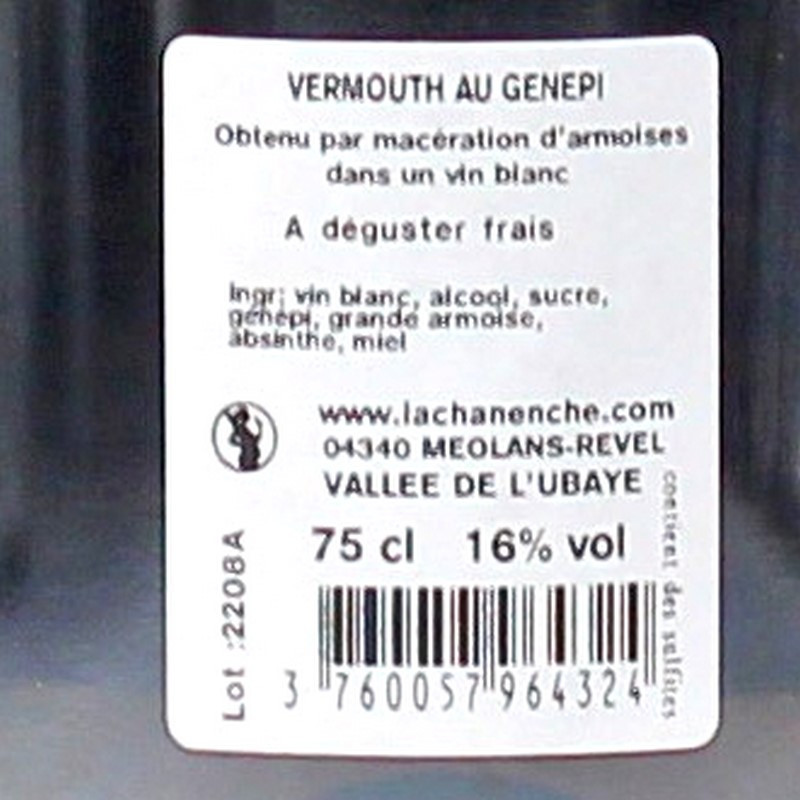 VERMOUTH AU GENEPI
Obtenu par macération d'armoises
dans un vin blanc
A déguster frais
Ingr; vin blanc, alcool, sucre,
génépi, grande armoise,
absinthe, miel
www.lachanenche.com
04340 MEOLANS-REVEL
VALLEE DE L'UBAYE
contient des sulfites
75 cl 16% vol
Lot :2208A
3 760057 964324